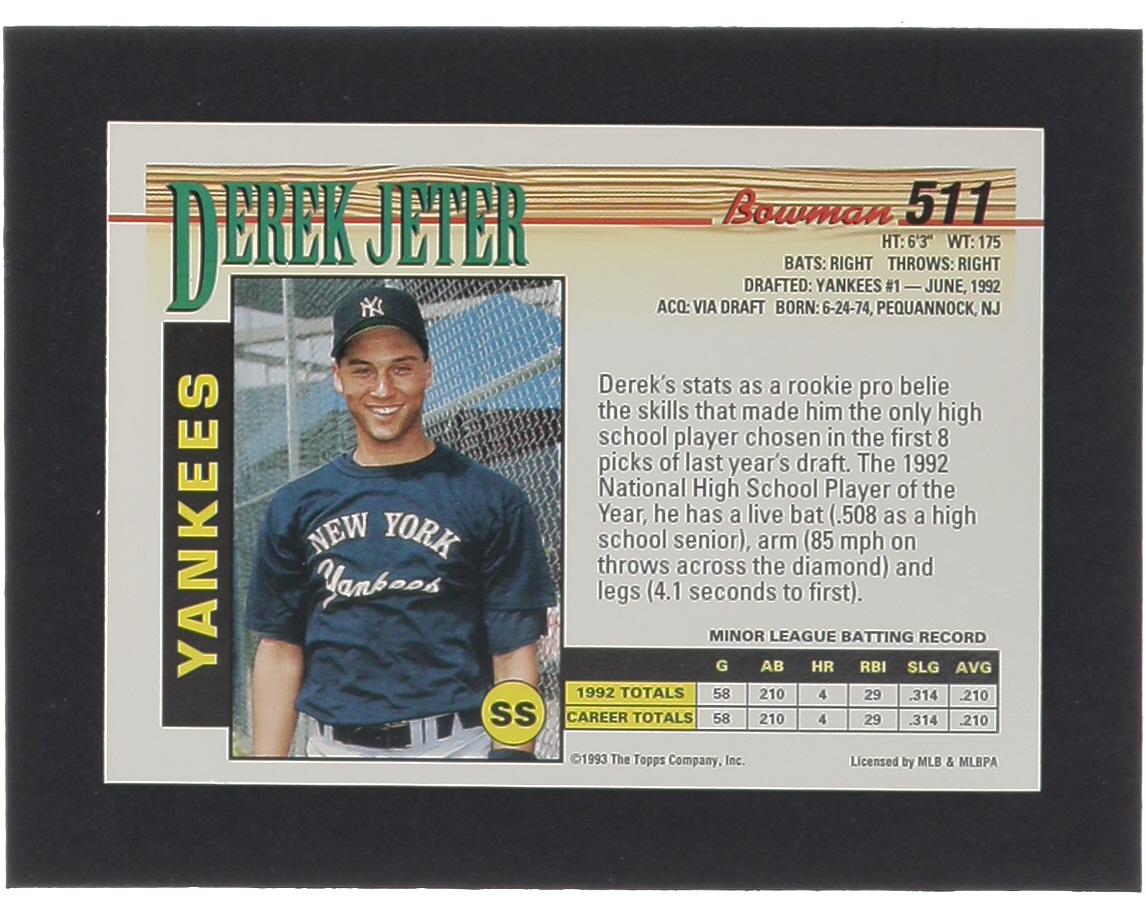 DEREK JETER
Bowman 511
HT: 6'3" WT: 175
BATS: RIGHT THROWS: RIGHT
DRAFTED: YANKEES #1 — JUNE, 1992
ACQ: VIA DRAFT BORN: 6-24-74, PEQUANNOCK, NJ
YANKEES
NY
NEW YORK
Yankees
SS
Derek's stats as a rookie pro belie
the skills that made him the only high
school player chosen in the first 8
picks of last year's draft. The 1992
National High School Player of the
Year, he has a live bat (.508 as a high
school senior), arm (85 mph on
throws across the diamond) and
legs (4.1 seconds to first).
MINOR LEAGUE BATTING RECORD
G AB HR RBI SLG AVG
1992 TOTALS 58 210 4 29 .314 .210
CAREER TOTALS 58 210 4 29 .314 .210
©1993 The Topps Company, Inc. Licensed by MLB & MLBPA